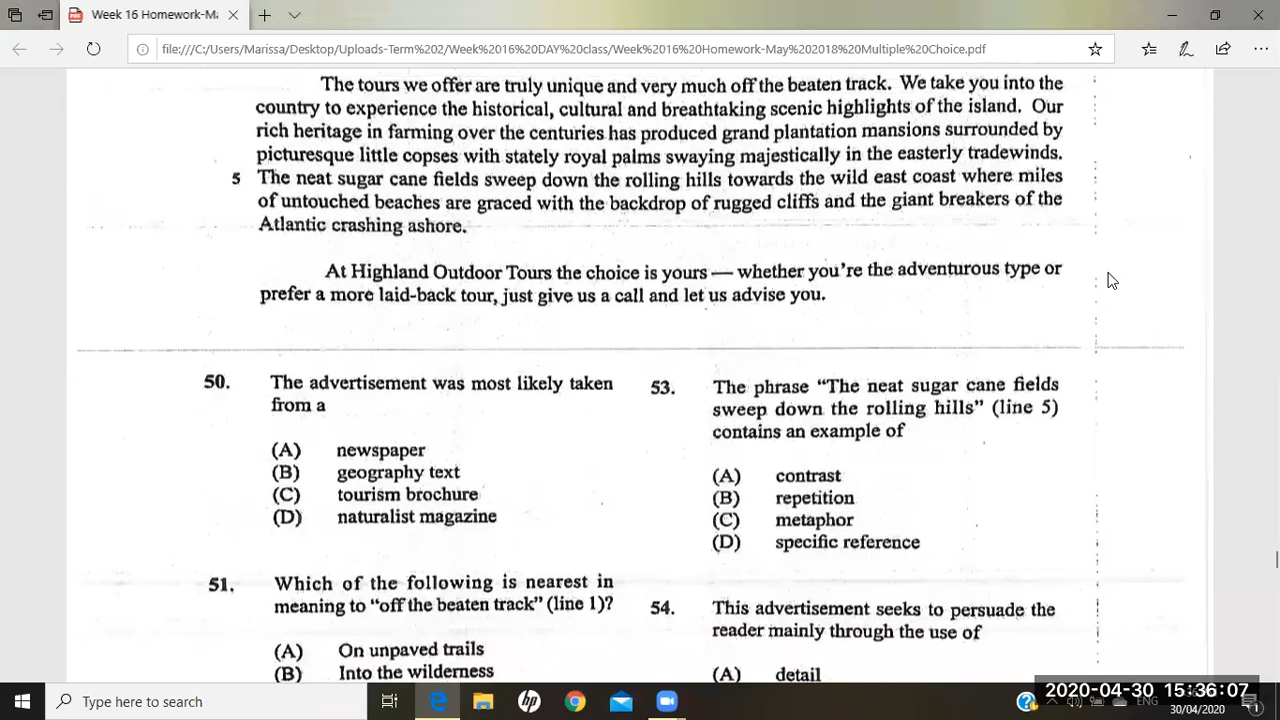 Week 16 Homework-M
file:///C:/Users/Marissa/Desktop/Uploads-Term%202/Week%2016%20DAY%20class/Week%2016%20Homework-May%202018%20Multiple%20Choice.pdf
The tours we offer are truly unique and very much off the beaten track. We take you into the
country to experience the historical, cultural and breathtaking scenic highlights of the island. Our
rich heritage in farming over the centuries has produced grand plantation mansions surrounded by
picturesque little copses with stately royal palms swaying majestically in the easterly tradewinds.
5 The neat sugar cane fields sweep down the rolling hills towards the wild east coast where miles
of untouched beaches are graced with the backdrop of rugged cliffs and the giant breakers of the
Atlantic crashing ashore.
At Highland Outdoor Tours the choice is yours — whether you're the adventurous type or
prefer a more laid-back tour, just give us a call and let us advise you.
50. The advertisement was most likely taken
from a
(A) newspaper
(B) geography text
(C) tourism brochure
(D) naturalist magazine
51. Which of the following is nearest in
meaning to "off the beaten track" (line 1)?
(A) On unpaved trails
(B) Into the wilderness
53. The phrase "The neat sugar cane fields
sweep down the rolling hills" (line 5)
contains an example of
(A) contrast
(B) repetition
(C) metaphor
(D) specific reference
54. This advertisement seeks to persuade the
reader mainly through the use of
(A) detail
Type here to search
ENG
2020-04-30 15:36:07
30/04/2020